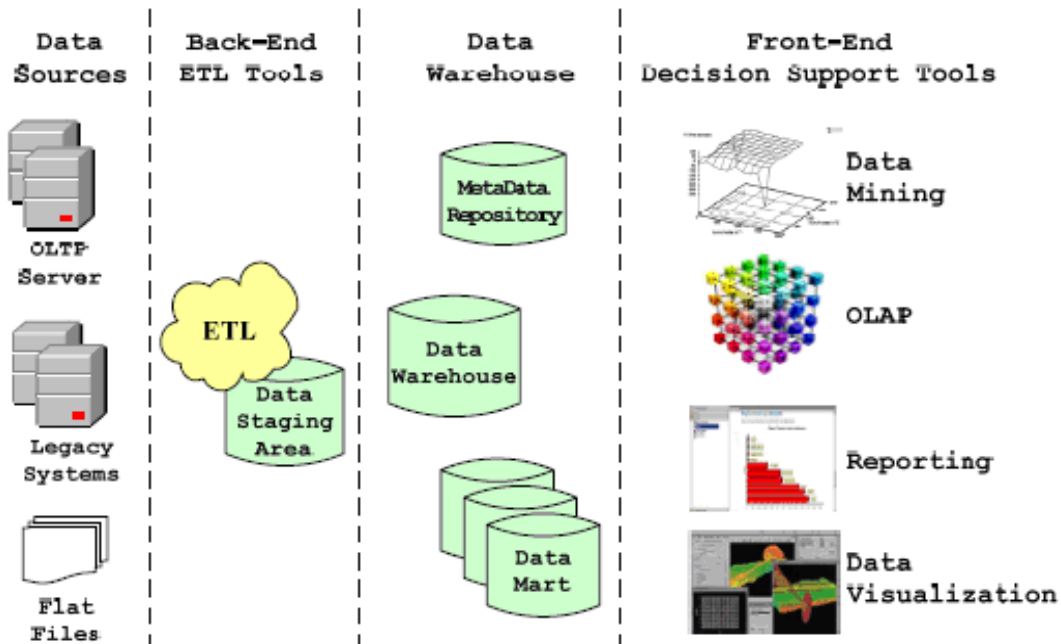 Data
Sources
Back-End
ETL Tools
Data
Warehouse
Front-End
Decision Support Tools
OLTP
Server
Legacy
Systems
Flat
Files
ETL
Data
Staging
Area
MetaData
Repository
Data
Warehouse
Data
Mart
Data
Mining
OLAP
Reporting
Data
Visualization